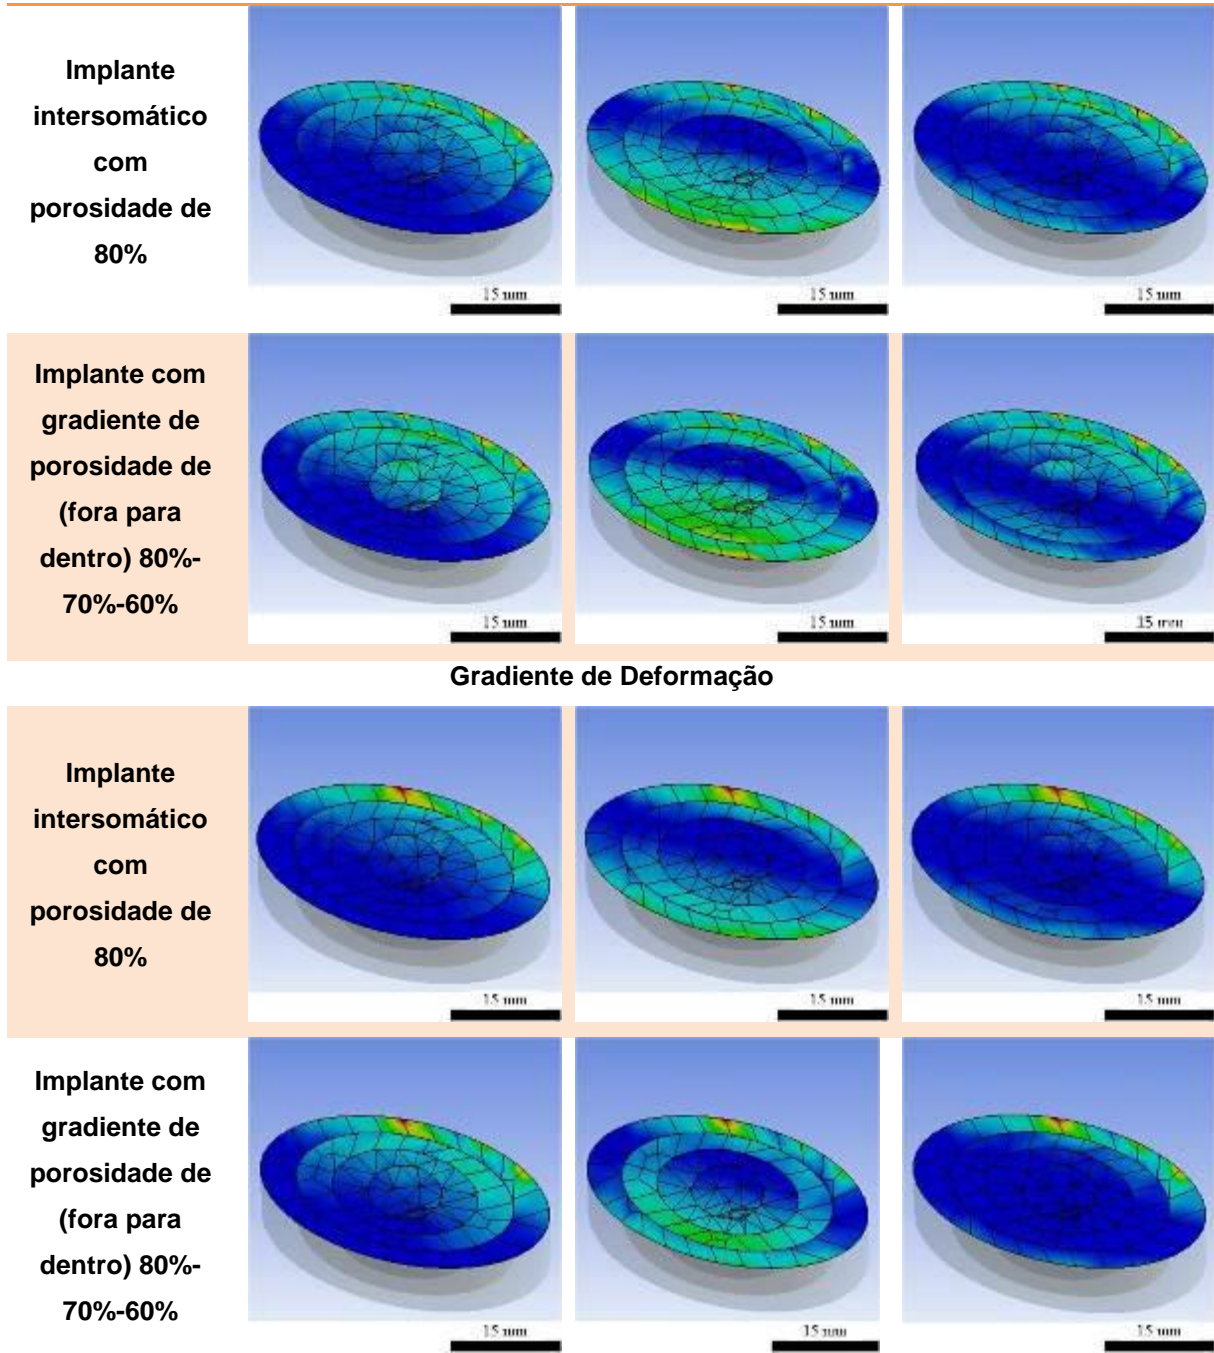 Implante
intersomático
com
porosidade de
80%
15 mm
15 mm
15 mm
Implante com
gradiente de
porosidade de
(fora para
dentro) 80%-
70%-60%
15 mm
15 mm
15 mm
Gradiente de Deformação
Implante
intersomático
com
porosidade de
80%
15 mm
15 mm
15 mm
Implante com
gradiente de
porosidade de
(fora para
dentro) 80%-
70%-60%
15 mm
15 mm
15 mm